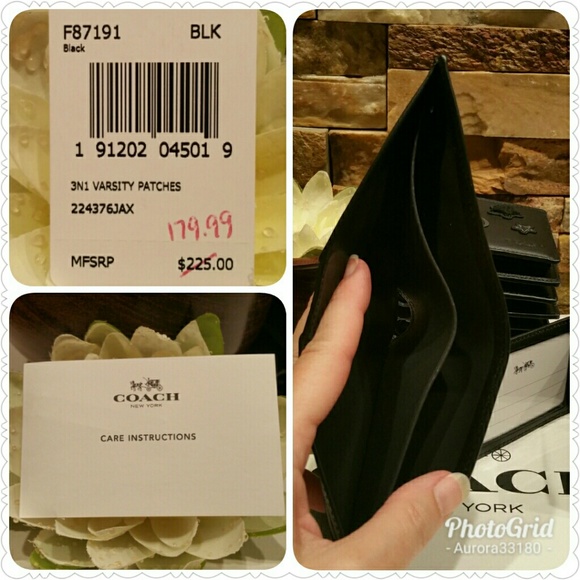 F87191 BLK
Black
1 91202 04501 9
3N1 VARSITY PATCHES
224376JAX
179.99
MFSRP $225.00
COACH
NEW YORK
CARE INSTRUCTIONS
COACH
YORK
PhotoGrid
- Aurora33180 -